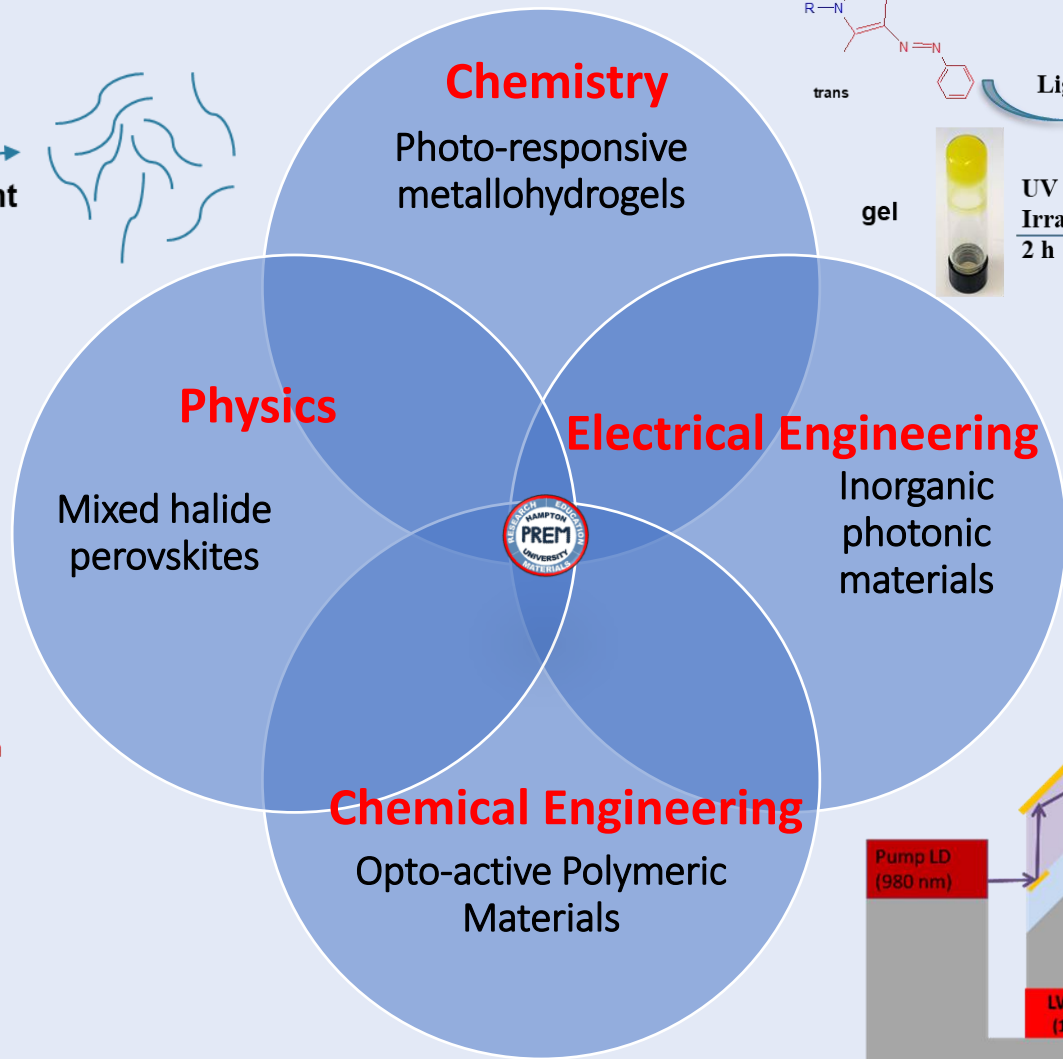 R
N
N
N
trans
Chemistry
Photo-responsive
metallohydrogels
gel
UV
2 h
Physics
Mixed halide
perovskites
Electrical Engineering
Inorganic
photonic
materials
RESEARCH EDUCATION
HAMPTON
PREM
UNIVERSITY
MATERIALS
Chemical Engineering
Opto-active Polymeric
Materials
Pump LD
(980 nm)